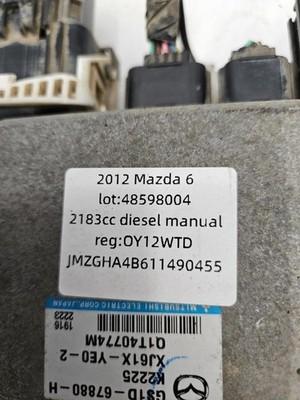 2012 Mazda 6
lot:48598004
2183cc diesel manual
reg:OY12WTD
JMZGHA4B611490455
MITSUBISHI ELECTRIC CORP. JAPAN
1916
2223
Q1140774M
XJ61X-YE0-2
K2225
GS1D-67880-H